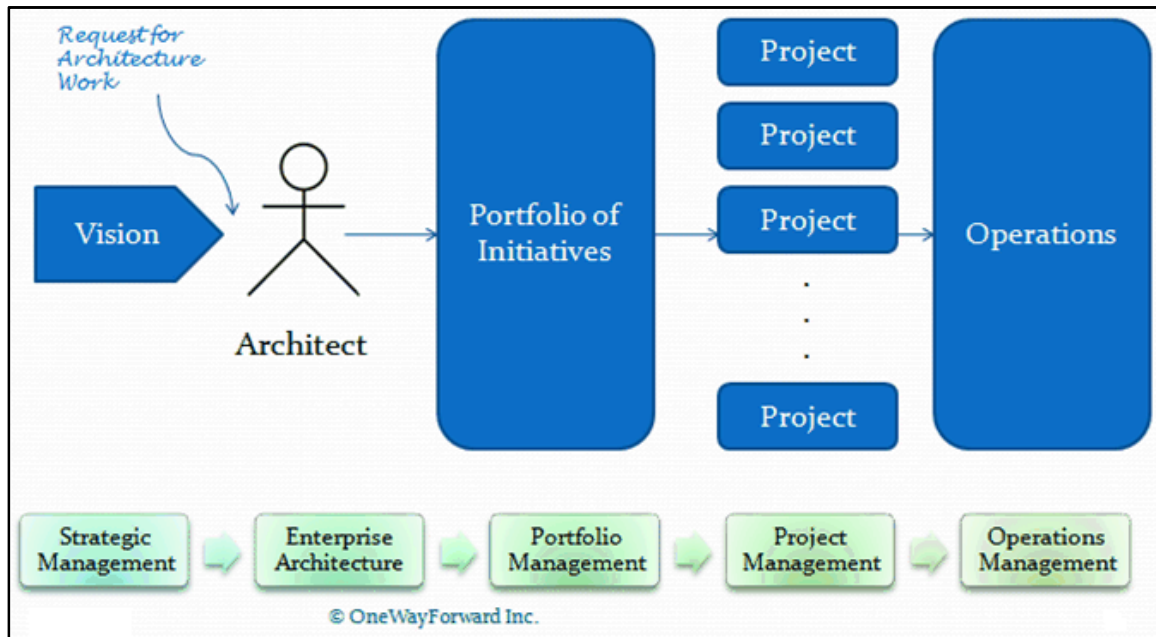 Request for
Architecture
Work
Vision
Architect
Portfolio of
Initiatives
Project
Project
Project
.
.
.
Project
Operations
Strategic
Management
Enterprise
Architecture
Portfolio
Management
Project
Management
Operations
Management
© OneWayForward Inc.